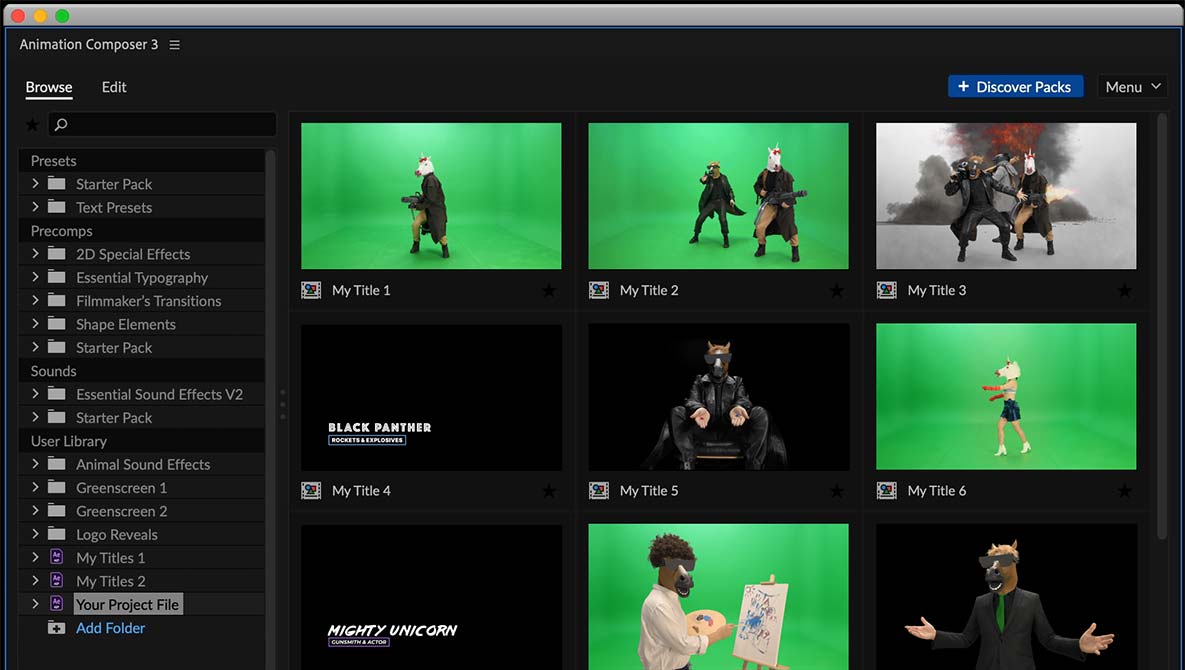 Animation Composer 3
Browse
Edit
+ Discover Packs
Menu
Presets
Starter Pack
Text Presets
Precomps
2D Special Effects
Essential Typography
Filmmaker's Transitions
Shape Elements
Starter Pack
Sounds
Essential Sound Effects V2
Starter Pack
User Library
Animal Sound Effects
Greenscreen 1
Greenscreen 2
Logo Reveals
Ae
My Titles 1
Ae
My Titles 2
Ae
Your Project File
Add Folder
My Title 1
My Title 2
My Title 3
BLACK PANTHER
ROCKETS & EXPLOSIVES
My Title 4
My Title 5
My Title 6
MIGHTY UNICORN
GUNSMITH & ACTOR